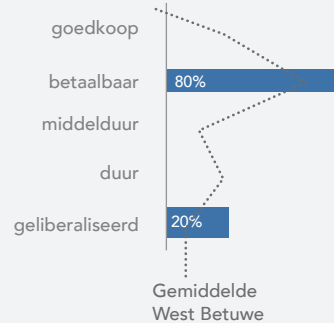 goedkoop
betaalbaar 80%
middelduur
duur
geliberaliseerd 20%
Gemiddelde
West Betuwe